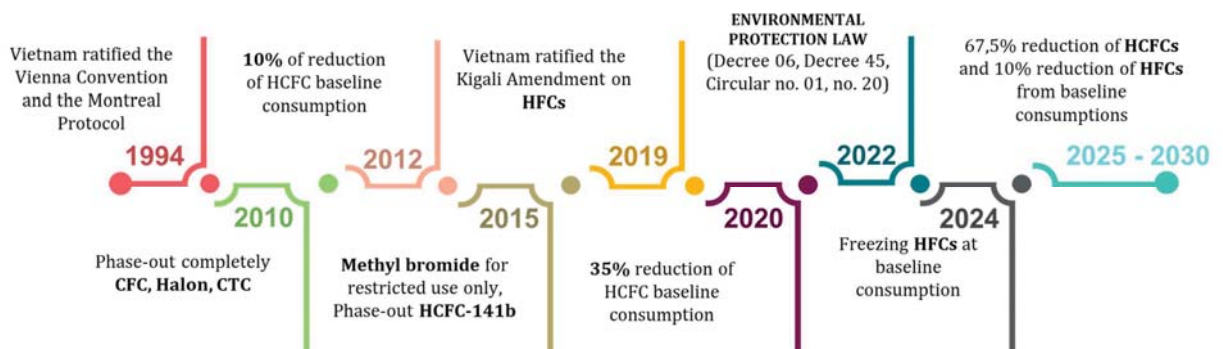 Vietnam ratified the
Vienna Convention
and the Montreal
Protocol
1994
2010
Phase-out completely
CFC, Halon, CTC
10% of reduction
of HCFC baseline
consumption
2012
2015
Methyl bromide for
restricted use only,
Phase-out HCFC-141b
Vietnam ratified the
Kigali Amendment on
HFCs
2019
2020
35% reduction of
HCFC baseline
consumption
ENVIRONMENTAL
PROTECTION LAW
(Decree 06, Decree 45,
Circular no. 01, no. 20)
2022
2024
Freezing HFCs at
baseline
consumption
67,5% reduction of HCFCs
and 10% reduction of HFCs
from baseline
consumptions
2025 - 2030